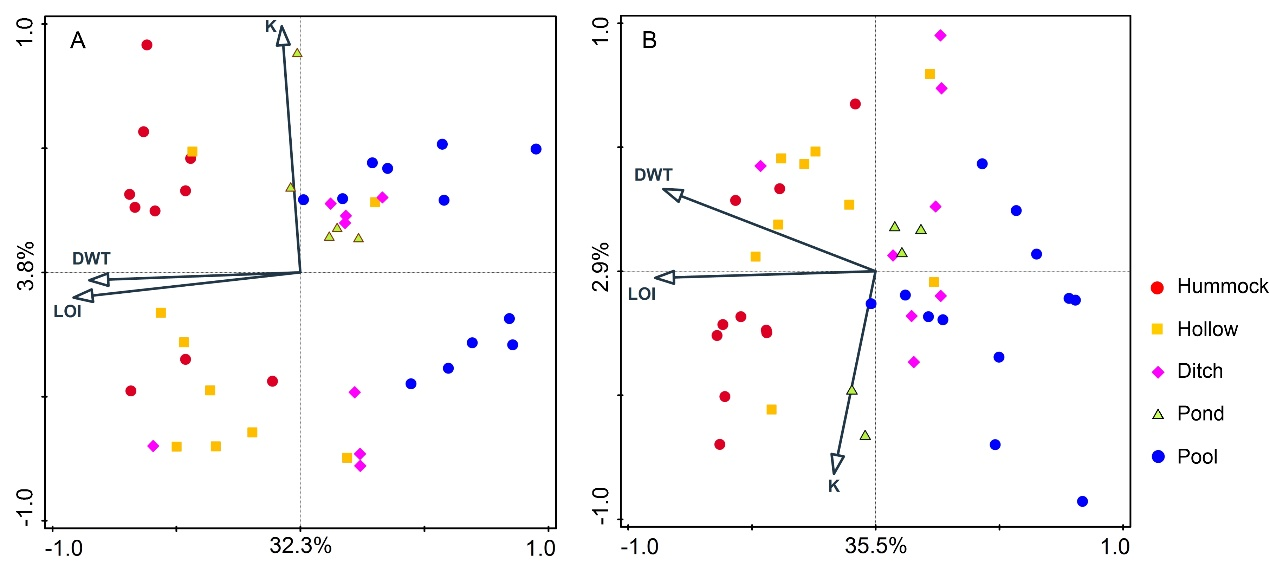 A
1.0
3.8%
-1.0
K
DWT
LOI
-1.0
32.3%
1.0
B
1.0
2.9%
-1.0
DWT
LOI
K
-1.0
35.5%
1.0
Hummock
Hollow
Ditch
Pond
Pool